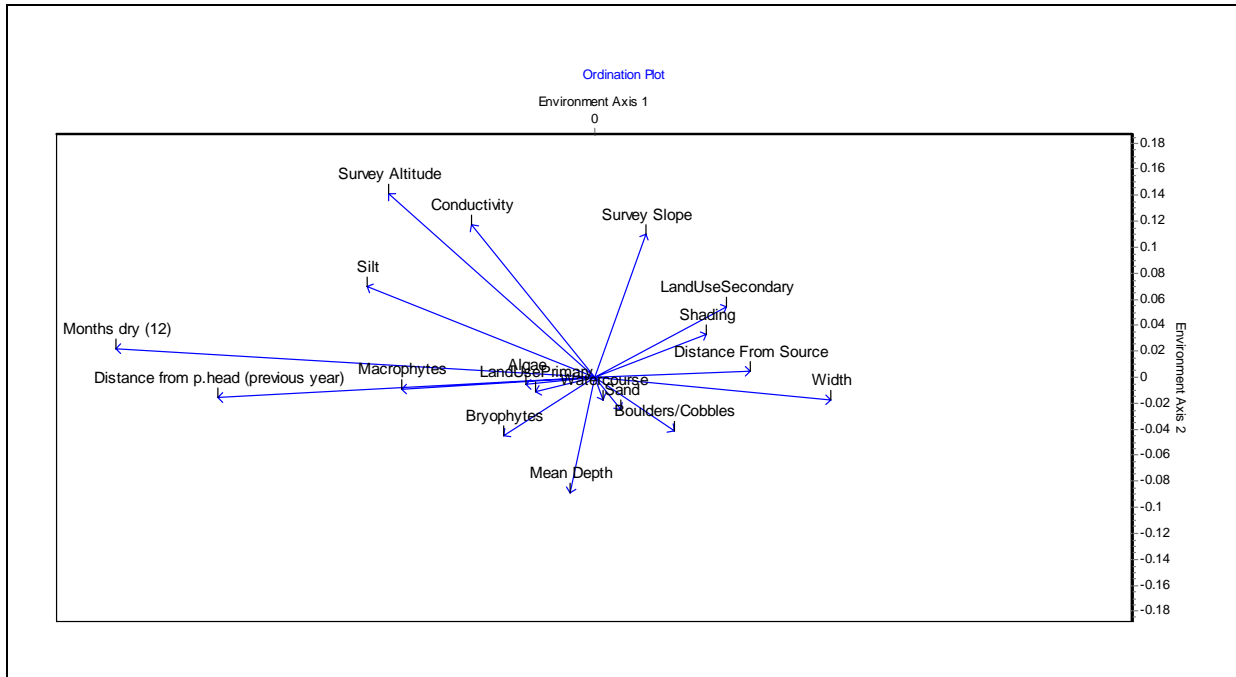 Ordination Plot
Environment Axis 1
0
0.18
0.16
Survey Altitude
0.14
Conductivity
0.12
Survey Slope
0.1
0.08
Silt
LandUseSecondary
0.06
Shading
0.04
Months dry (12)
Distance From Source
0.02
Algae
Macrophytes
0
Distance from p.head (previous year)
LandUsePrimary
Watercourse
Width
Sand
-0.02
Bryophytes
Boulders/Cobbles
-0.04
-0.06
Mean Depth
-0.08
-0.1
-0.12
-0.14
-0.16
-0.18
Environment Axis 2